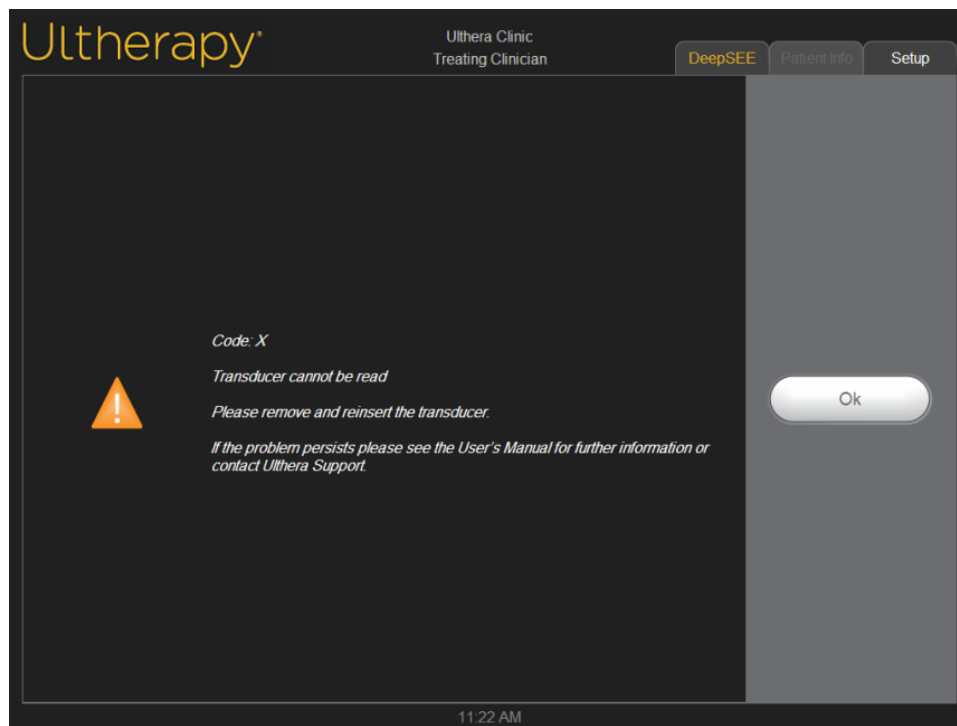 Ultherapy
Ulthera Clinic
Treating Clinician
DeepSEE
Patient Info
Setup
Code: X
Transducer cannot be read
Please remove and reinsert the transducer.
If the problem persists please see the User's Manual for further information or
contact Ulthera Support.
Ok
11:22 AM